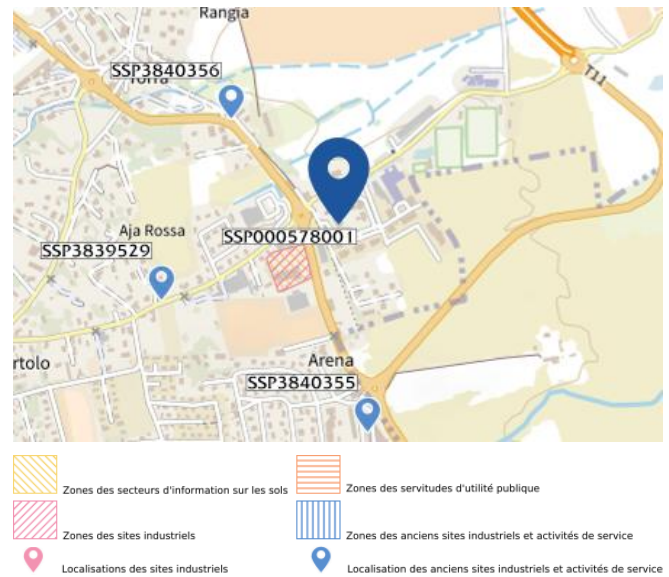 Rangia
SSP3840356
Torra
T11
Aja Rossa
SSP000578001
SSP3839529
rtolo
Arena
SSP3840355
Zones des secteurs d'information sur les sols
Zones des servitudes d'utilité publique
Zones des sites industriels
Zones des anciens sites industriels et activités de service
Localisations des sites industriels
Localisation des anciens sites industriels et activités de service